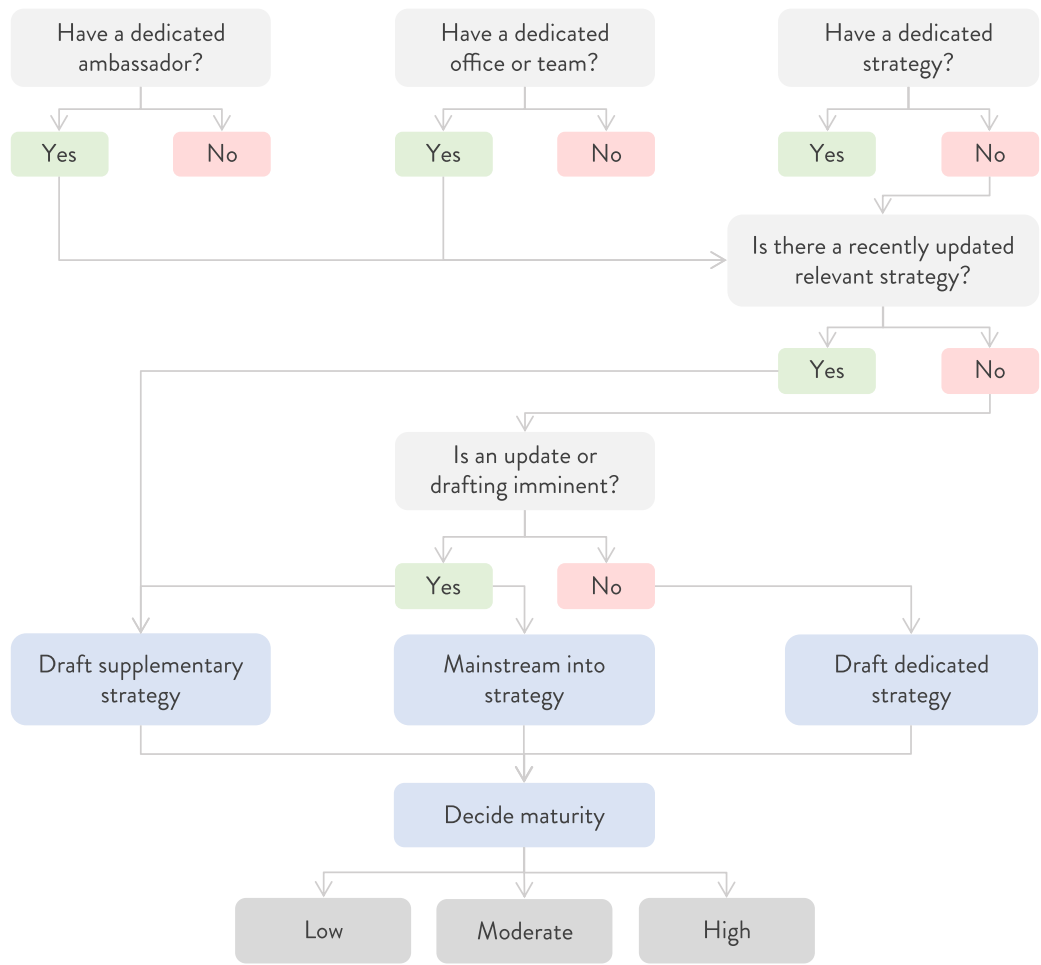 Have a dedicated
ambassador?
Have a dedicated
office or team?
Have a dedicated
strategy?
Yes
No
Yes
No
Yes
No
Is there a recently updated
relevant strategy?
Yes
No
Is an update or
drafting imminent?
Yes
No
Draft supplementary
strategy
Mainstream into
strategy
Draft dedicated
strategy
Decide maturity
Low
Moderate
High